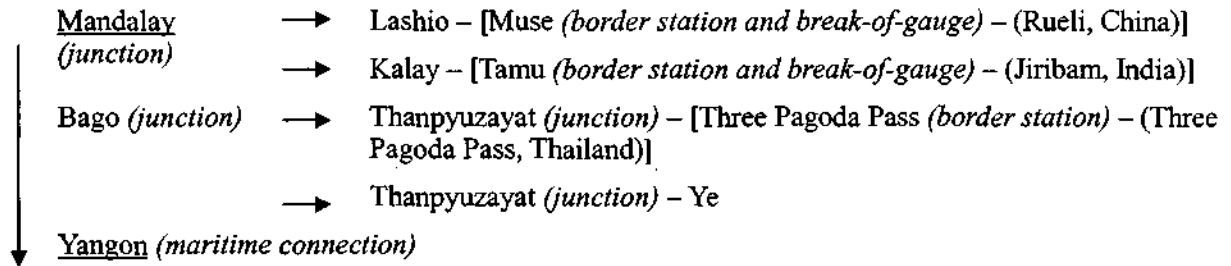 Mandalay → Lashio – [Muse (border station and break-of-gauge) – (Rueli, China)]
(junction)
→ Kalay – [Tamu (border station and break-of-gauge) – (Jiribam, India)]
Bago (junction) → Thanpyuzayat (junction) – [Three Pagoda Pass (border station) – (Three
Pagoda Pass, Thailand)]
→ Thanpyuzayat (junction) – Ye
Yangon (maritime connection)